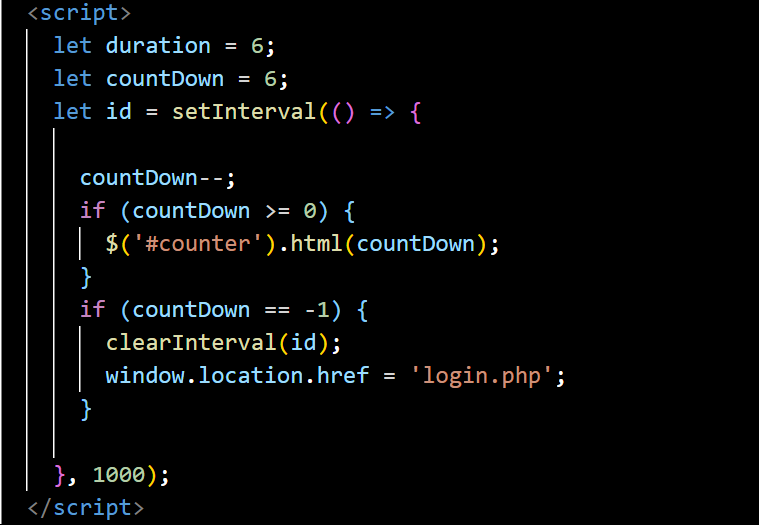 <script>
let duration = 6;
let countDown = 6;
let id = setInterval(() => {
countDown--;
if (countDown >= 0) {
$('#counter').html(countDown);
}
if (countDown == -1) {
clearInterval(id);
window.location.href = 'login.php';
}
}, 1000);
</script>